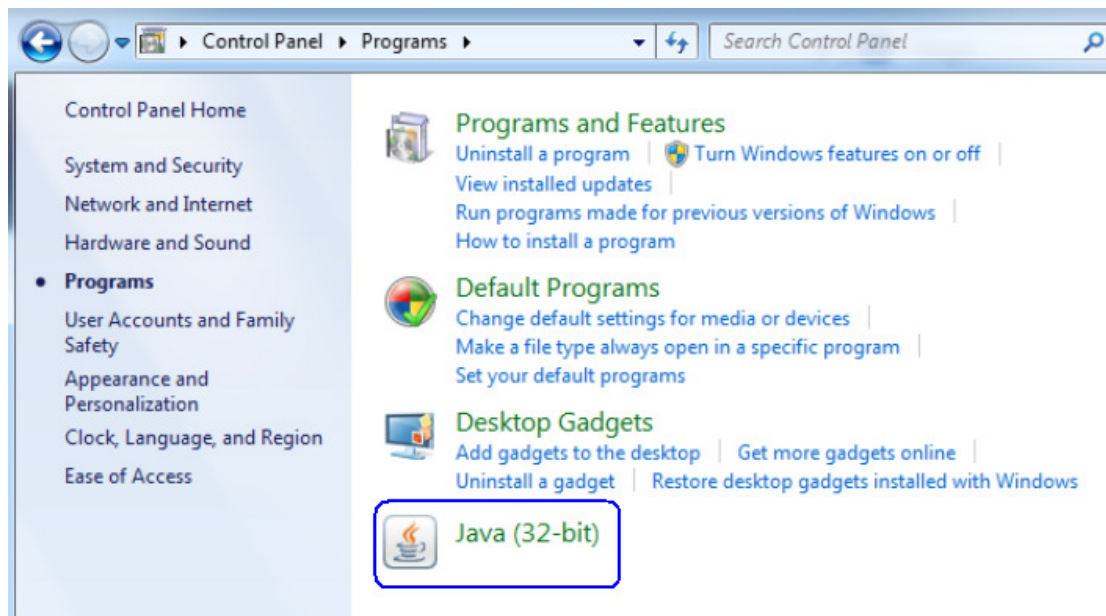 Control Panel Programs
Search Control Panel
Control Panel Home
System and Security
Network and Internet
Hardware and Sound
Programs
User Accounts and Family
Safety
Appearance and
Personalization
Clock, Language, and Region
Ease of Access
Programs and Features
Uninstall a program Turn Windows features on or off
View installed updates
Run programs made for previous versions of Windows
How to install a program
Default Programs
Change default settings for media or devices
Make a file type always open in a specific program
Set your default programs
Desktop Gadgets
Add gadgets to the desktop Get more gadgets online
Uninstall a gadget Restore desktop gadgets installed with Windows
Java (32-bit)